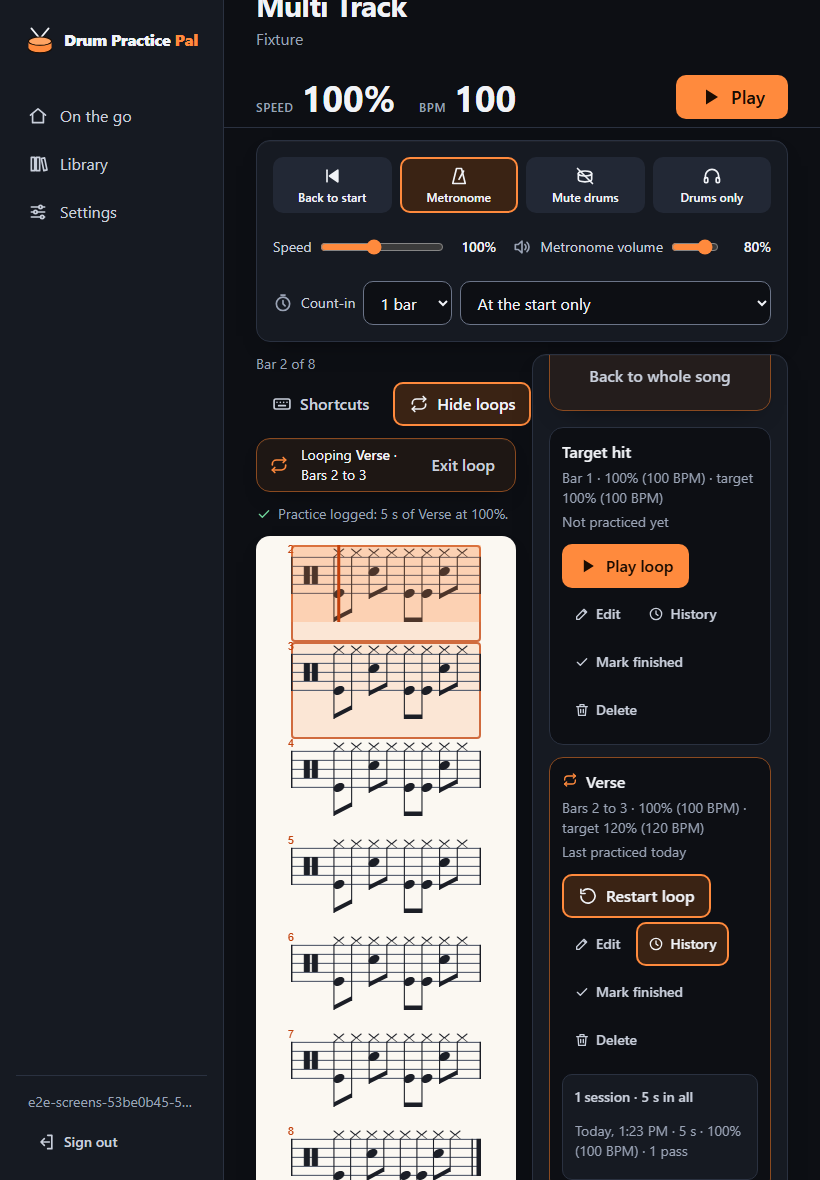 Drum Practice Pal
On the go
Library
Settings
e2e-screens-53be0b45-5...
Sign out
Multi Track
Fixture
SPEED 100% BPM 100
Play
Back to start
Metronome
Mute drums
Drums only
Speed 100% Metronome volume 80%
Count-in 1 bar At the start only
Bar 2 of 8
Shortcuts
Hide loops
Looping Verse ·
Bars 2 to 3
Exit loop
Practice logged: 5 s of Verse at 100%.
2
3
4
5
6
7
8
Back to whole song
Target hit
Bar 1 · 100% (100 BPM) · target
100% (100 BPM)
Not practiced yet
Play loop
Edit History
Mark finished
Delete
Verse
Bars 2 to 3 · 100% (100 BPM) ·
target 120% (120 BPM)
Last practiced today
Restart loop
Edit History
Mark finished
Delete
1 session · 5 s in all
Today, 1:23 PM · 5 s · 100%
(100 BPM) · 1 pass